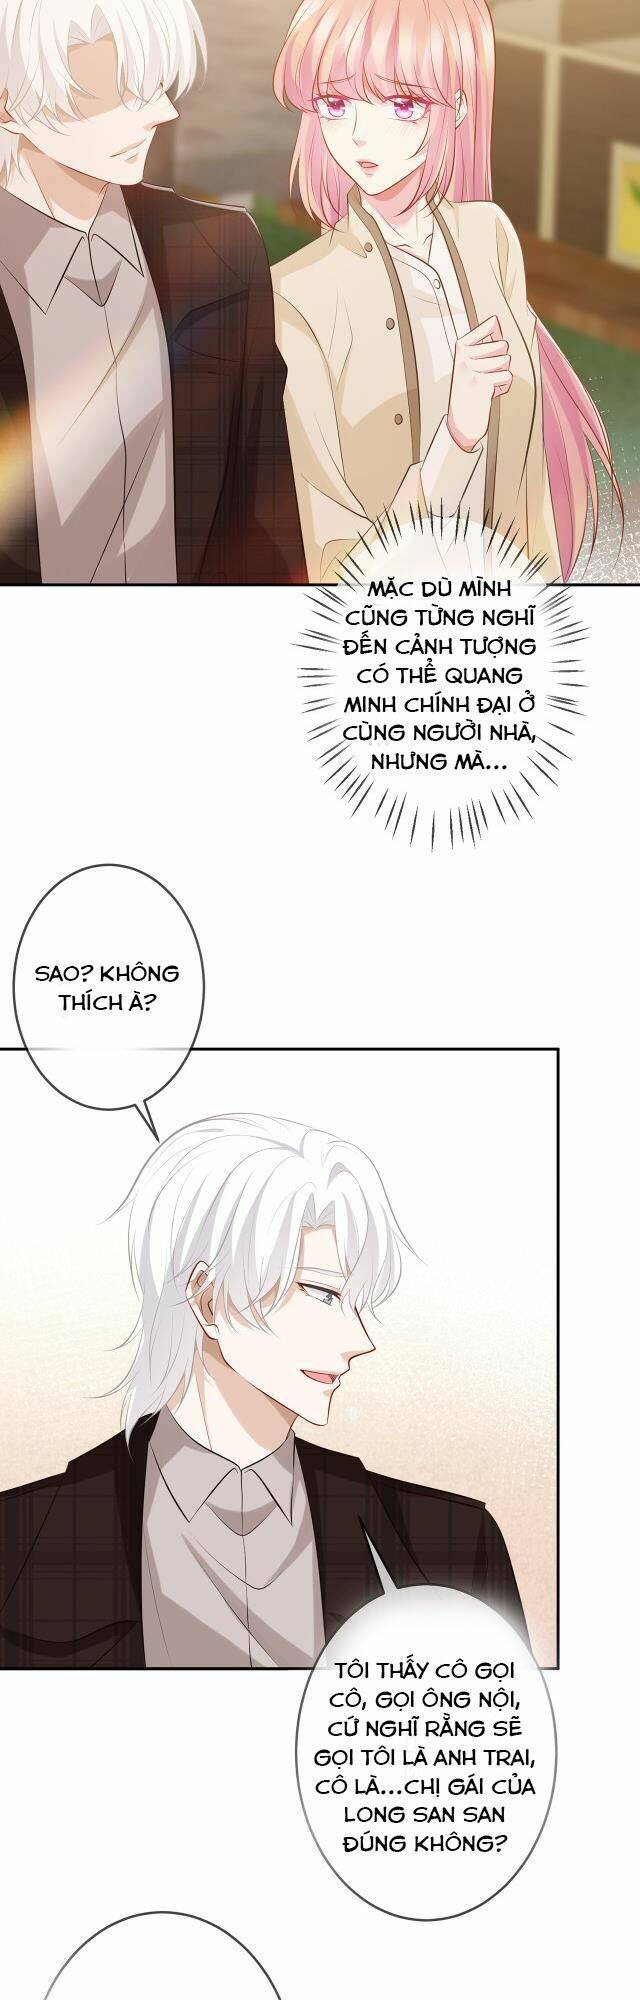 MẶC DÙ MÌNH
CŨNG TỪNG NGHĨ
ĐẾN CẢNH TƯỢNG
CÓ THỂ QUANG
MINH CHÍNH ĐẠI Ở
CÙNG NGƯỜI NHÀ,
NHƯNG MÀ...
SAO? KHÔNG
THÍCH À?
TÔI THẤY CÔ GỌI
CÔ, GỌI ÔNG NỘI,
CỨ NGHĨ RẰNG SẼ
GỌI TÔI LÀ ANH TRAI,
CÔ LÀ...CHỊ GÁI CỦA
LONG SAN SAN
ĐÚNG KHÔNG?